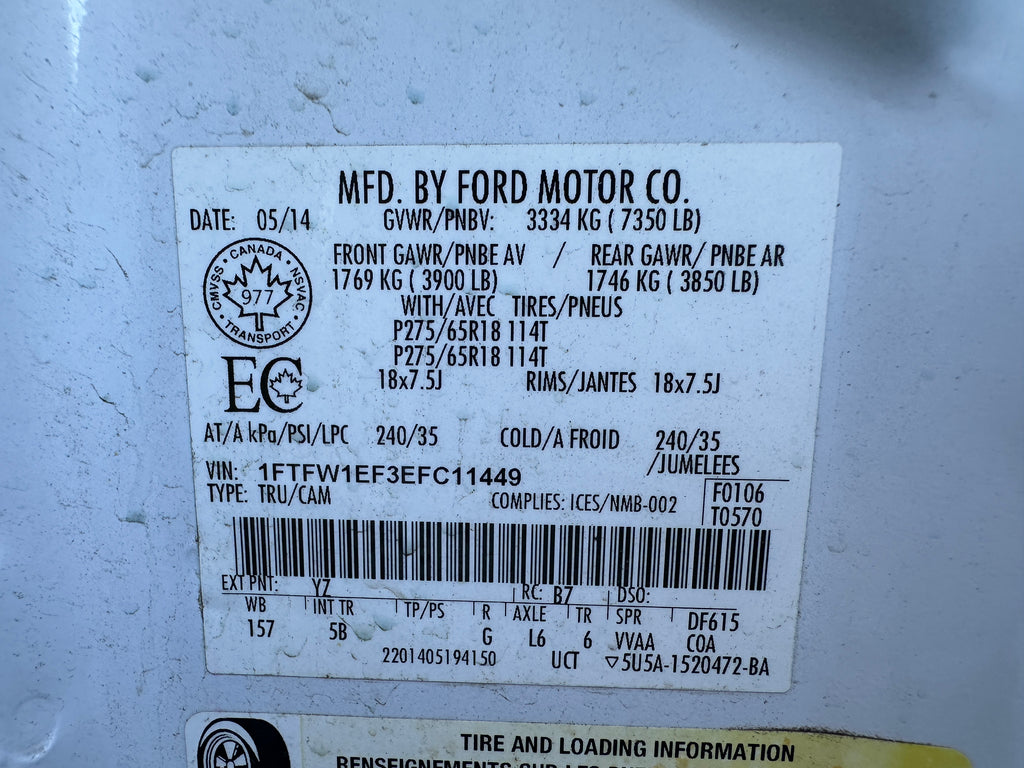 MFD. BY FORD MOTOR CO.
DATE: 05/14 GVWR/PNBV: 3334 KG ( 7350 LB)
FRONT GAWR/PNBE AV / REAR GAWR/ PNBE AR
1769 KG ( 3900 LB) 1746 KG ( 3850 LB)
WITH/AVEC TIRES/PNEUS
P275/65R18 114T
P275/65R18 114T
18x7.5J RIMS/JANTES 18x7.5J
CMVSS • CANADA • NSVAC
977
• TRANSPORT •
EC
AT/A kPa/PSI/LPC 240/35 COLD/A FROID 240/35
/JUMELEES
VIN: 1FTFW1EF3EFC11449
TYPE: TRU/CAM COMPLIES: ICES/NMB-002
F0106
T0570
EXT PNT: YZ RC: B7 DSO:
WB INT TR TP/PS R AXLE TR SPR DF615
157 5B G L6 6 VVAA COA
2201405194150 UCT ▽5U5A-1520472-BA
TIRE AND LOADING INFORMATION
RENSEIGNEMENTS SUR LES